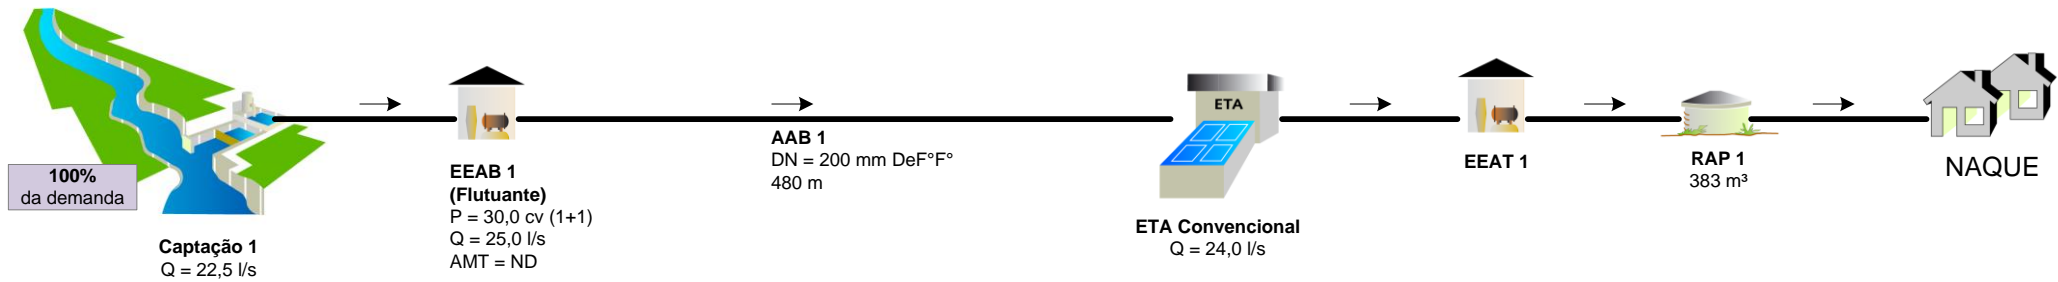 100%
da demanda
Captação 1
Q = 22,5 l/s
EEAB 1
(Flutuante)
P = 30,0 cv (1+1)
Q = 25,0 l/s
AMT = ND
AAB 1
DN = 200 mm DeF°F°
480 m
ETA
ETA Convencional
Q = 24,0 l/s
EEAT 1
RAP 1
383 m³
NAQUE